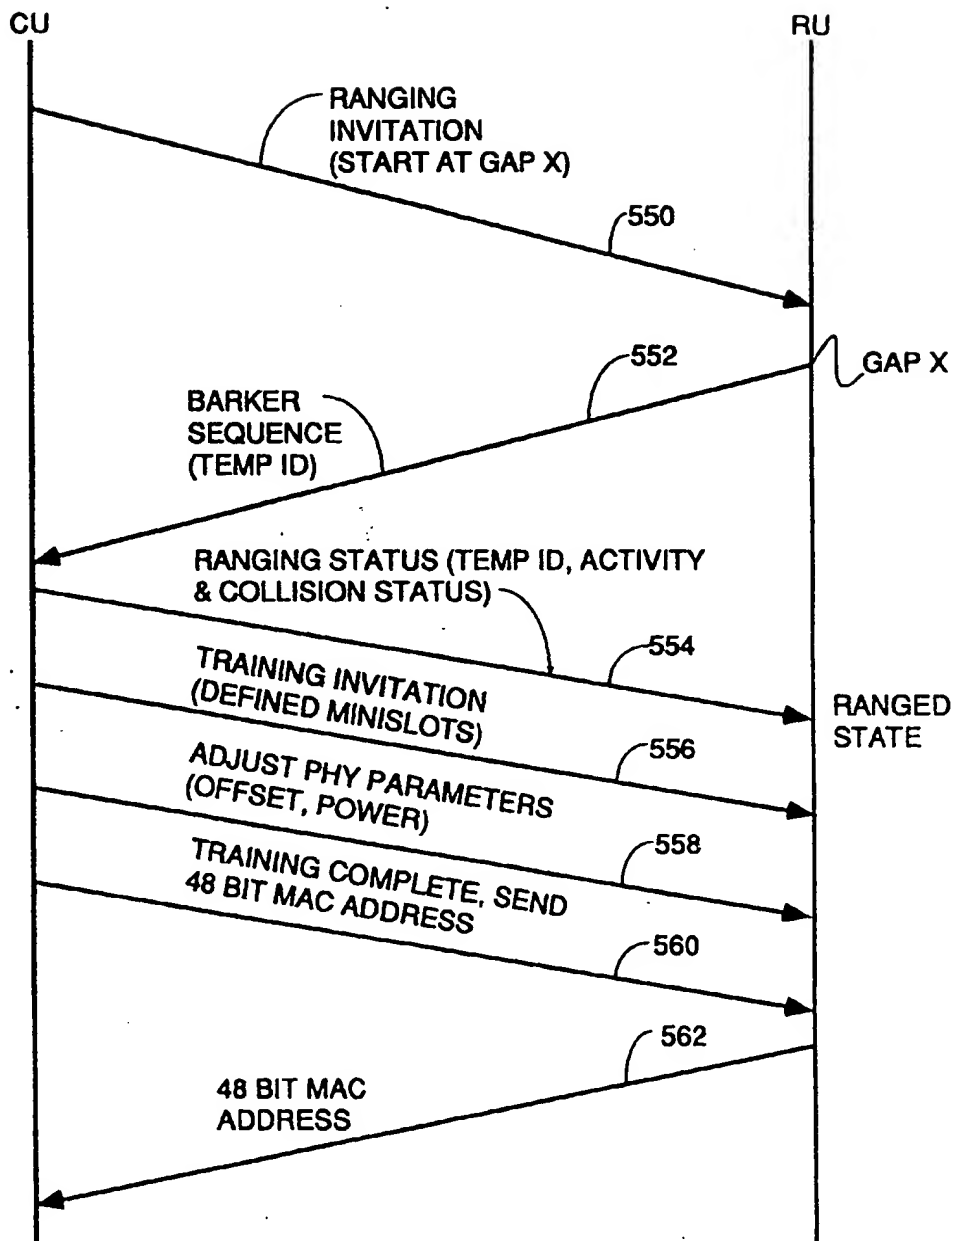 CU
RU
RANGING
INVITATION
(START AT GAP X)
550
552
GAP X
BARKER
SEQUENCE
(TEMP ID)
RANGING STATUS (TEMP ID, ACTIVITY
& COLLISION STATUS)
554
RANGED
STATE
TRAINING INVITATION
(DEFINED MINISLOTS)
556
ADJUST PHY PARAMETERS
(OFFSET, POWER)
558
TRAINING COMPLETE, SEND
48 BIT MAC ADDRESS
560
562
48 BIT MAC
ADDRESS